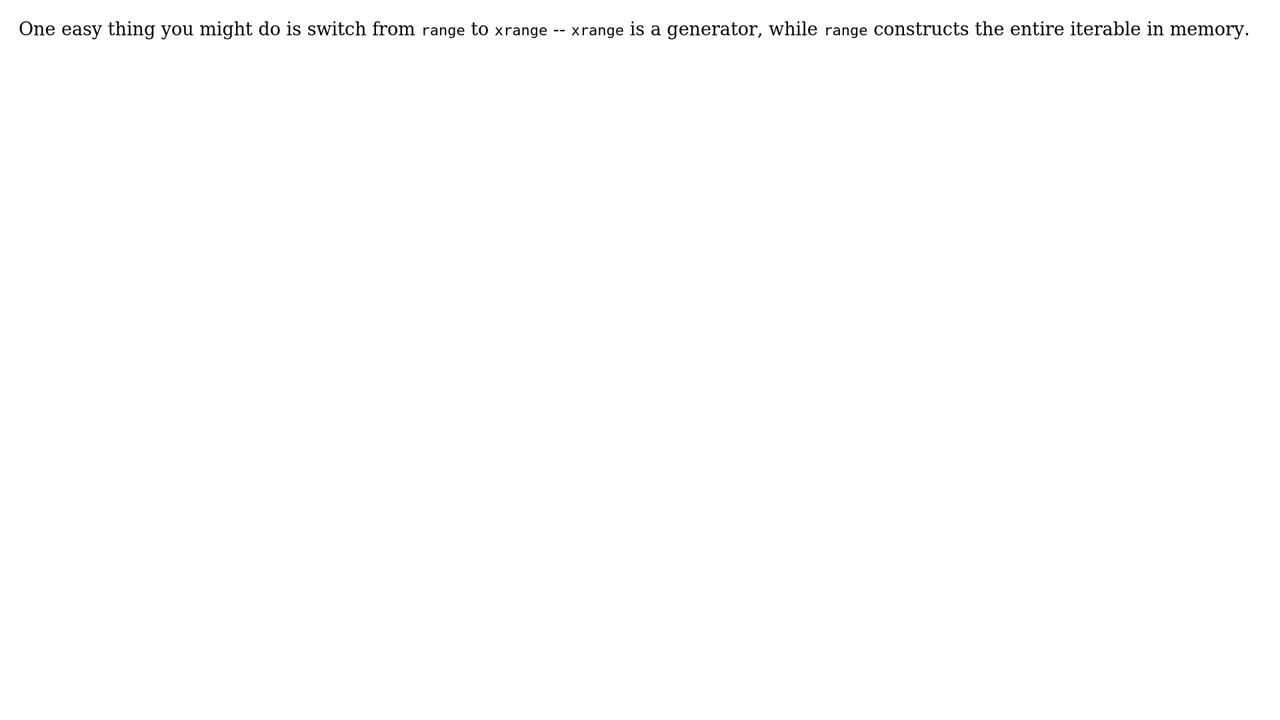 One easy thing you might do is switch from range to xrange -- xrange is a generator, while range constructs the entire iterable in memory.